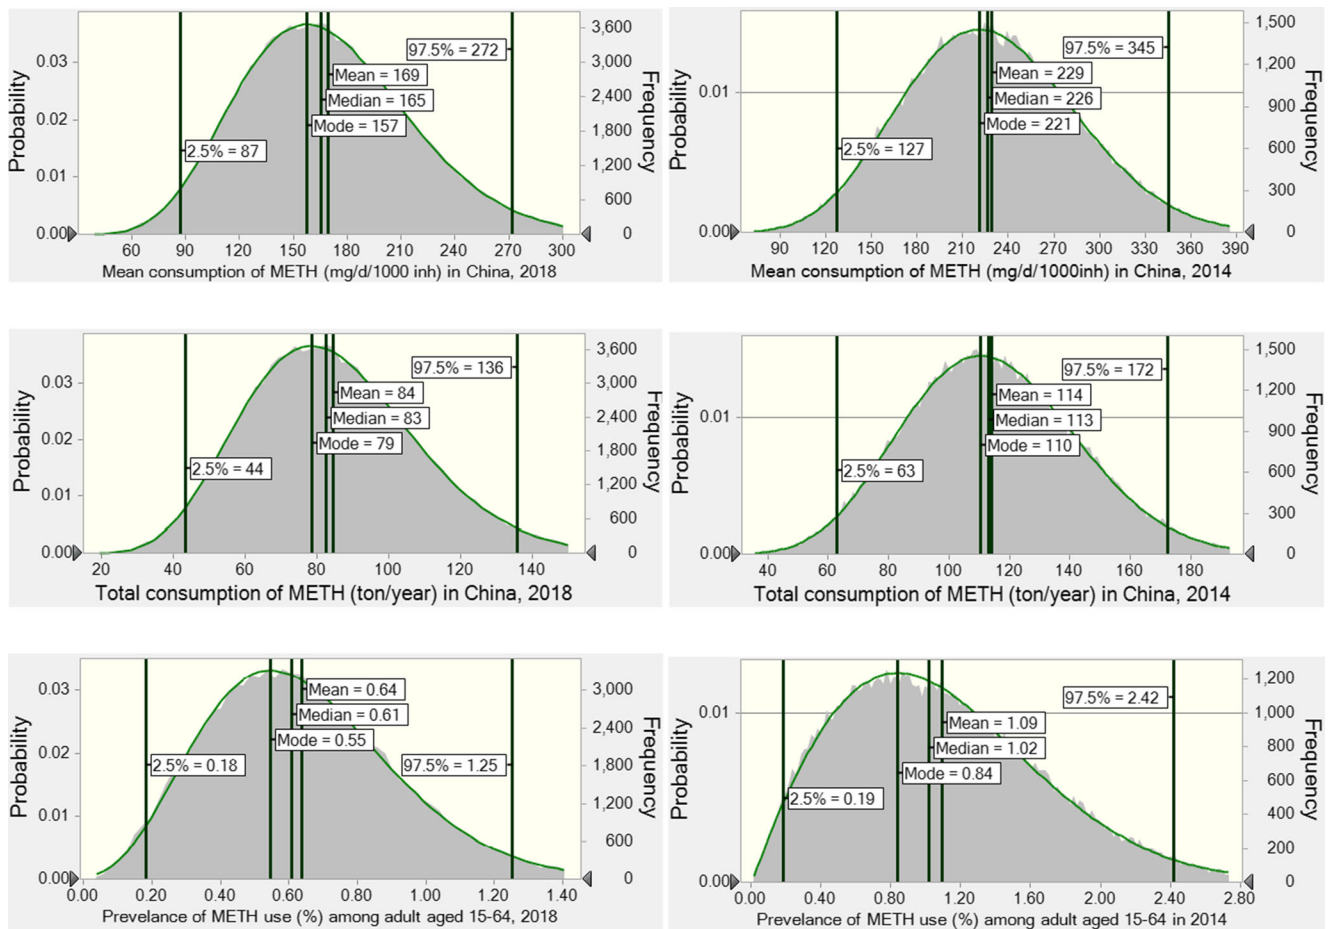 Probability
0.03
0.02
0.01
0.00
97.5% = 272
Mean = 169
Median = 165
Mode = 157
2.5% = 87
3,600
3,000
2,400
1,800
1,200
600
0
Frequency
60 90 120 150 180 210 240 270 300
Mean consumption of METH (mg/d/1000 inh) in China, 2018
Probability
0.01
0.00
97.5% = 345
Mean = 229
Median = 226
Mode = 221
2.5% = 127
1,500
1,200
900
600
300
0
Frequency
90 120 150 180 210 240 270 300 330 360 390
Mean consumption of METH (mg/d/1000inh) in China, 2014
Probability
0.03
0.02
0.01
0.00
97.5% = 136
Mean = 84
Median = 83
Mode = 79
2.5% = 44
3,600
3,000
2,400
1,800
1,200
600
0
Frequency
20 40 60 80 100 120 140
Total consumption of METH (ton/year) in China, 2018
Probability
0.01
0.00
97.5% = 172
Mean = 114
Median = 113
Mode = 110
2.5% = 63
1,500
1,200
900
600
300
0
Frequency
40 60 80 100 120 140 160 180
Total consumption of METH (ton/year) in China, 2014
Probability
0.03
0.02
0.01
0.00
Mean = 0.64
Median = 0.61
Mode = 0.55
2.5% = 0.18
97.5% = 1.25
3,000
2,400
1,800
1,200
600
0
Frequency
0.00 0.20 0.40 0.60 0.80 1.00 1.20 1.40
Prevelance of METH use (%) among adult aged 15-64, 2018
Probability
0.01
0.00
97.5% = 2.42
Mean = 1.09
Median = 1.02
Mode = 0.84
2.5% = 0.19
1,200
1,000
800
600
400
200
0
Frequency
0.00 0.40 0.80 1.20 1.60 2.00 2.40 2.80
Prevelance of METH use (%) among adult aged 15-64 in 2014